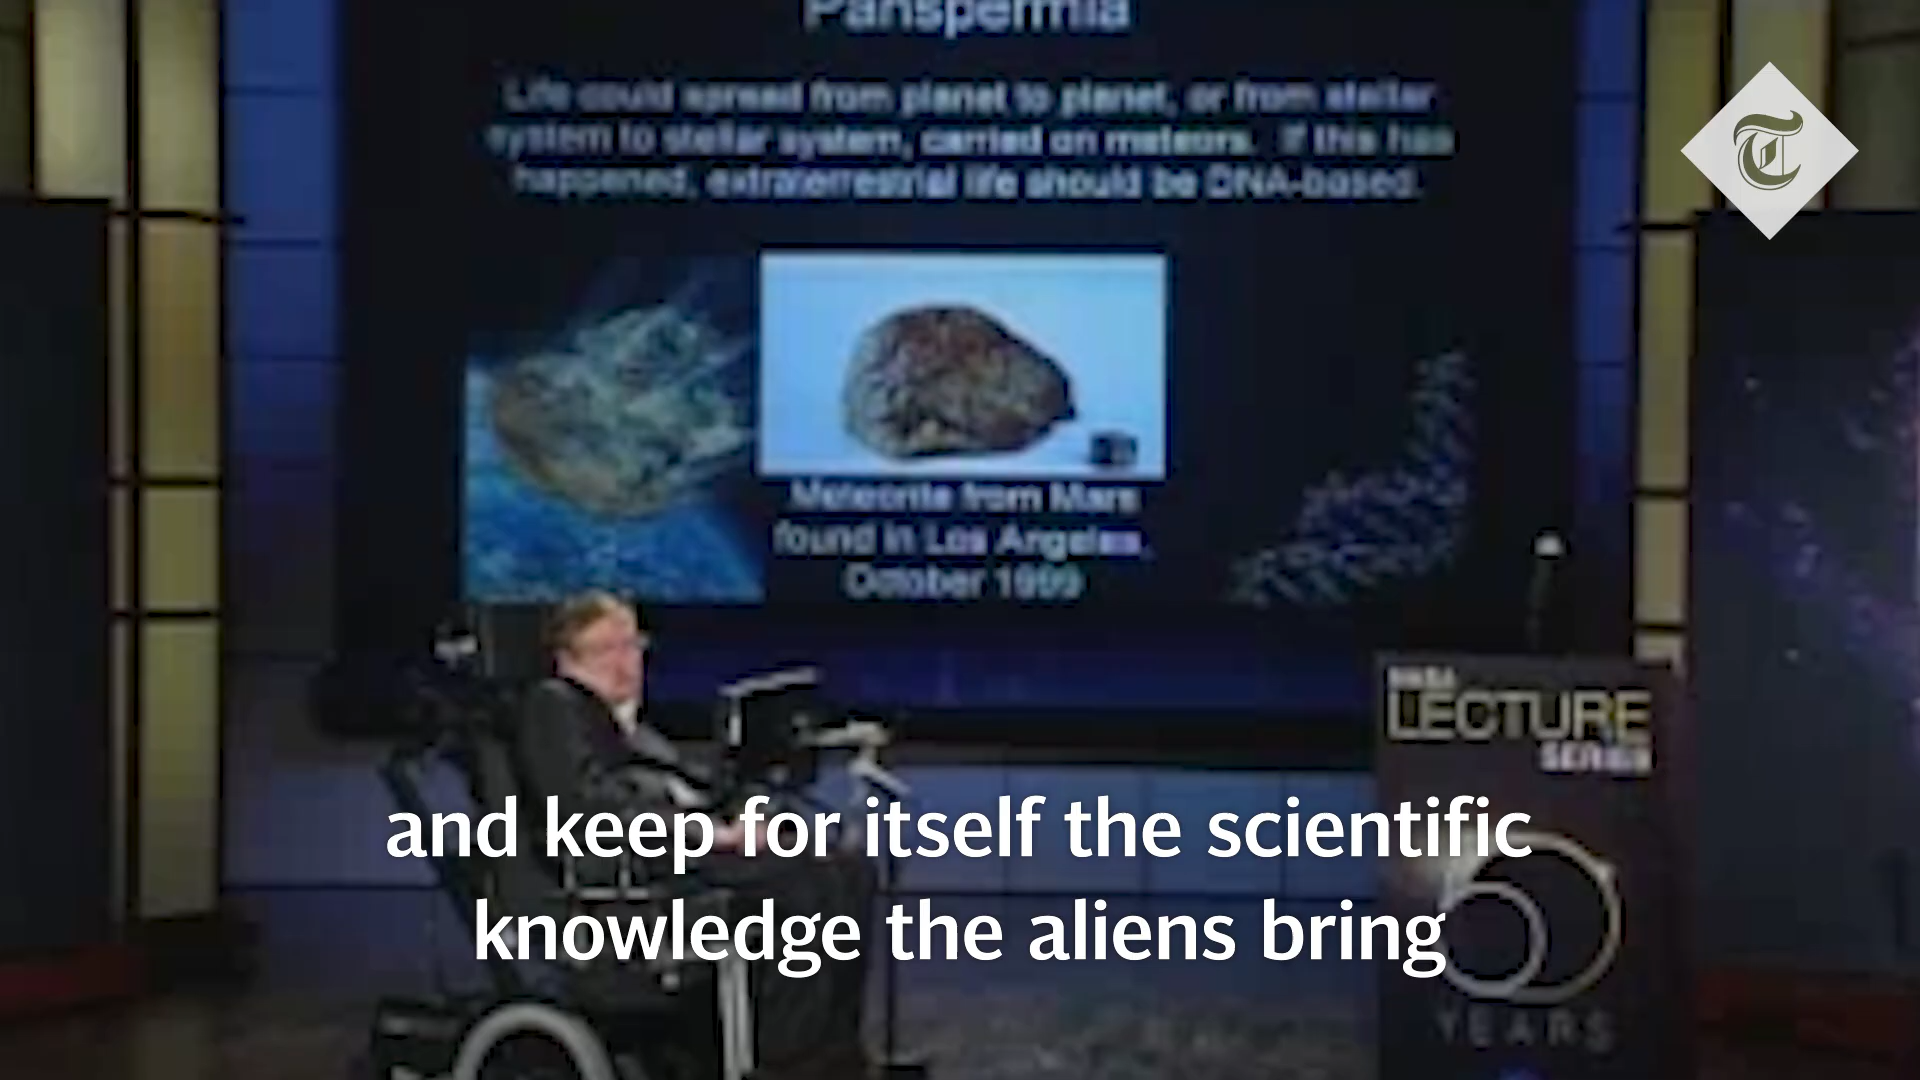 Panspermia
Life could spread from planet to planet, or from stellar
system to stellar system, carried on meteors. If this has
happened, extraterrestrial life should be DNA-based.
Meteorite from Mars
found in Los Angeles,
October 1999
NASA
LECTURE
SERIES
50
YEARS
and keep for itself the scientific
knowledge the aliens bring
T